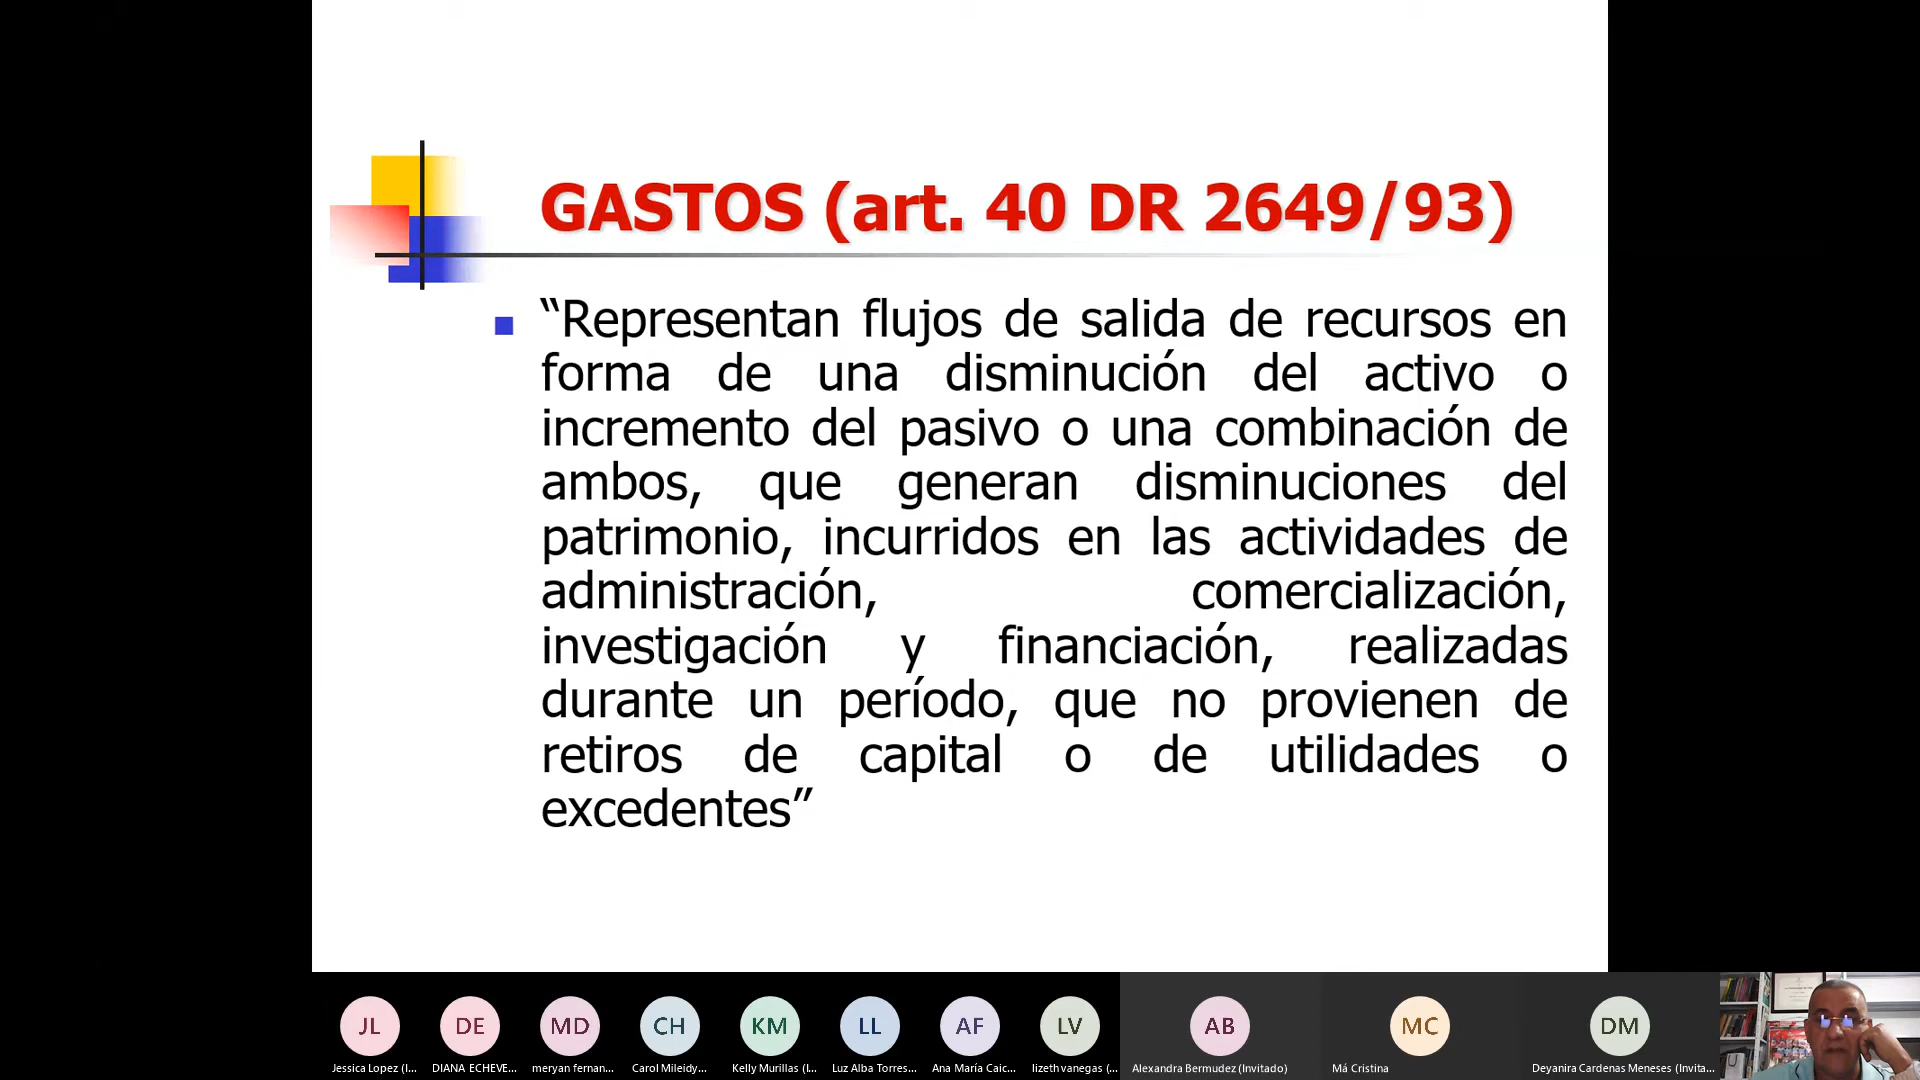 GASTOS (art. 40 DR 2649/93)
“Representan flujos de salida de recursos en
forma de una disminución del activo o
incremento del pasivo o una combinación de
ambos, que generan disminuciones del
patrimonio, incurridos en las actividades de
administración, comercialización,
investigación y financiación, realizadas
durante un período, que no provienen de
retiros de capital o de utilidades o
excedentes”
JL DE MD CH KM LL AF LV AB MC DM
Jessica Lopez (I... DIANA ECHEVE... meryan fernan... Carol Mileidy... Kelly Murillas (I... Luz Alba Torres... Ana María Caic... lizeth vanegas (... Alexandra Bermudez (Invitado) Má Cristina Deyanira Cardenas Meneses (Invita...